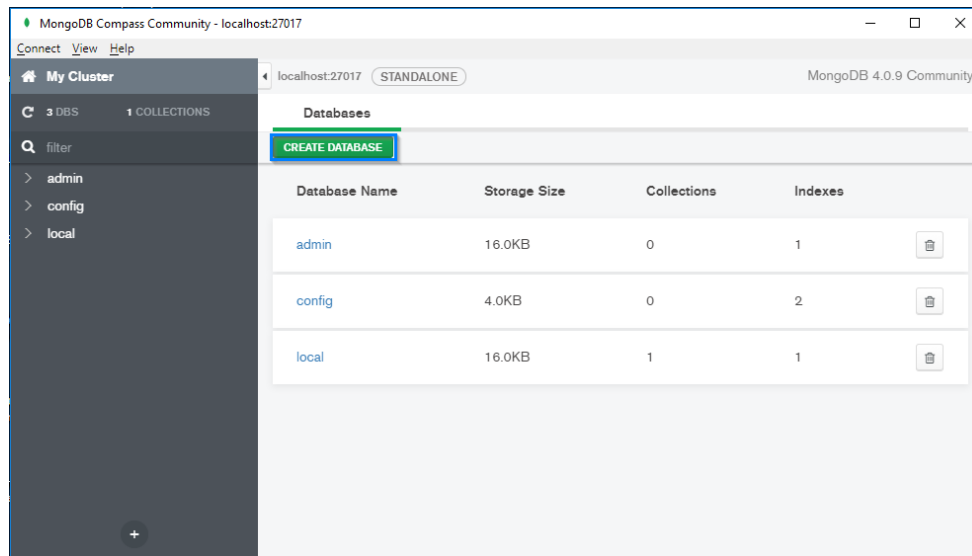 MongoDB Compass Community - localhost:27017
Connect View Help
My Cluster
localhost:27017 STANDALONE
MongoDB 4.0.9 Community
3 DBS 1 COLLECTIONS
Databases
filter
CREATE DATABASE
admin
config
local
Database Name Storage Size Collections Indexes
admin 16.0KB 0 1
config 4.0KB 0 2
local 16.0KB 1 1